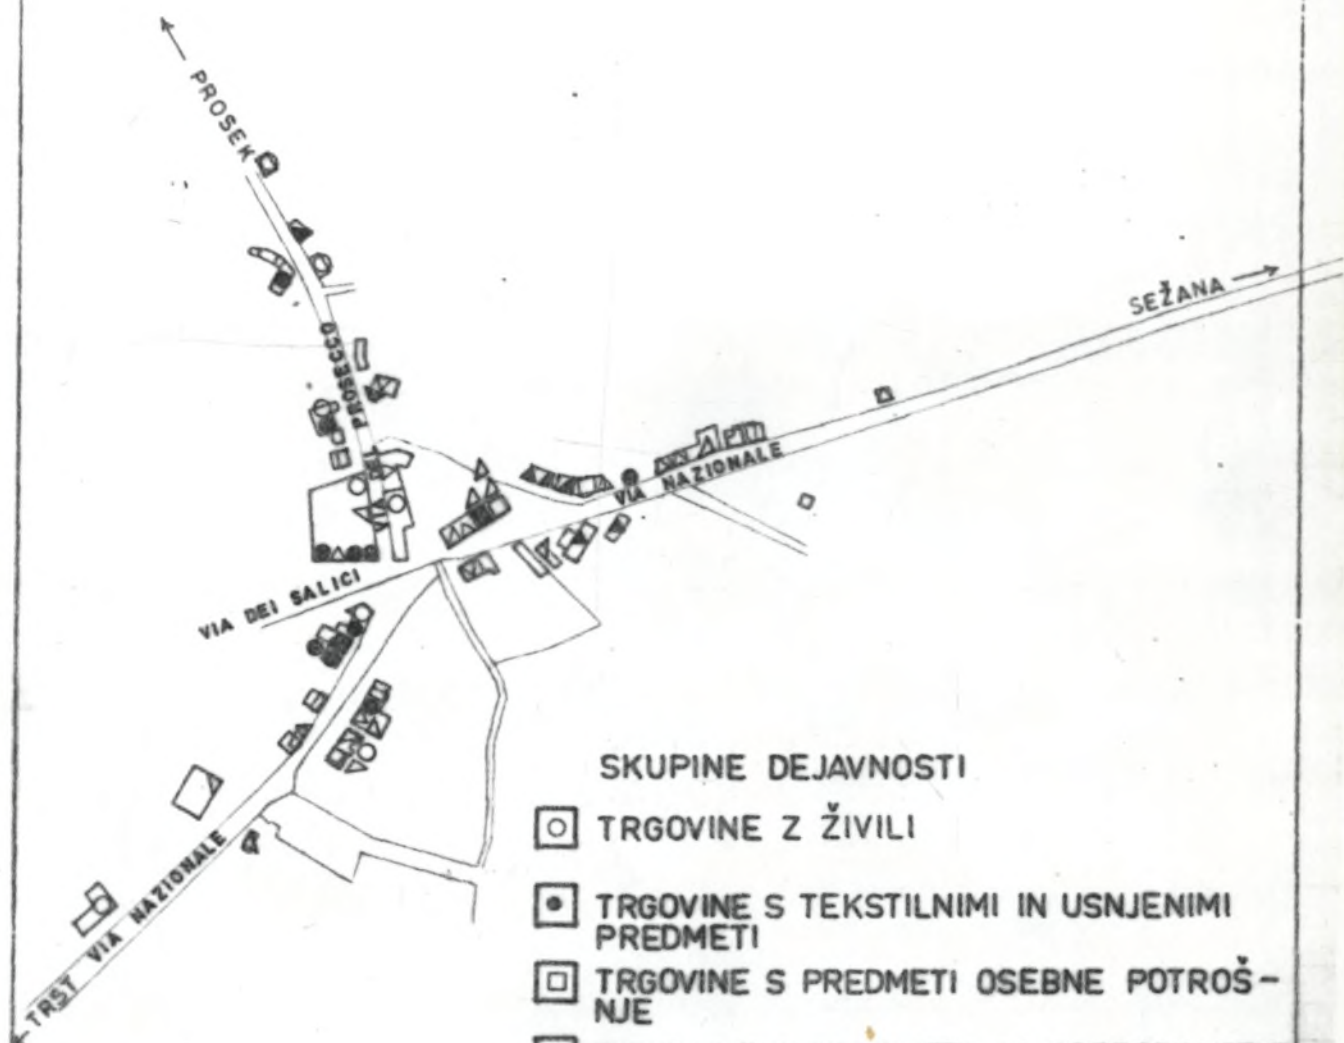 PROSEK
SEŽANA
PROSECCO
VIA NAZIONALE
VIA DEI SALICI
TRST VIA NAZIONALE
SKUPINE DEJAVNOSTI
TRGOVINE Z ŽIVILI
TRGOVINE S TEKSTILNIMI IN USNJENIMI
PREDMETI
TRGOVINE S PREDMETI OSEBNE POTROŠ-
NJE